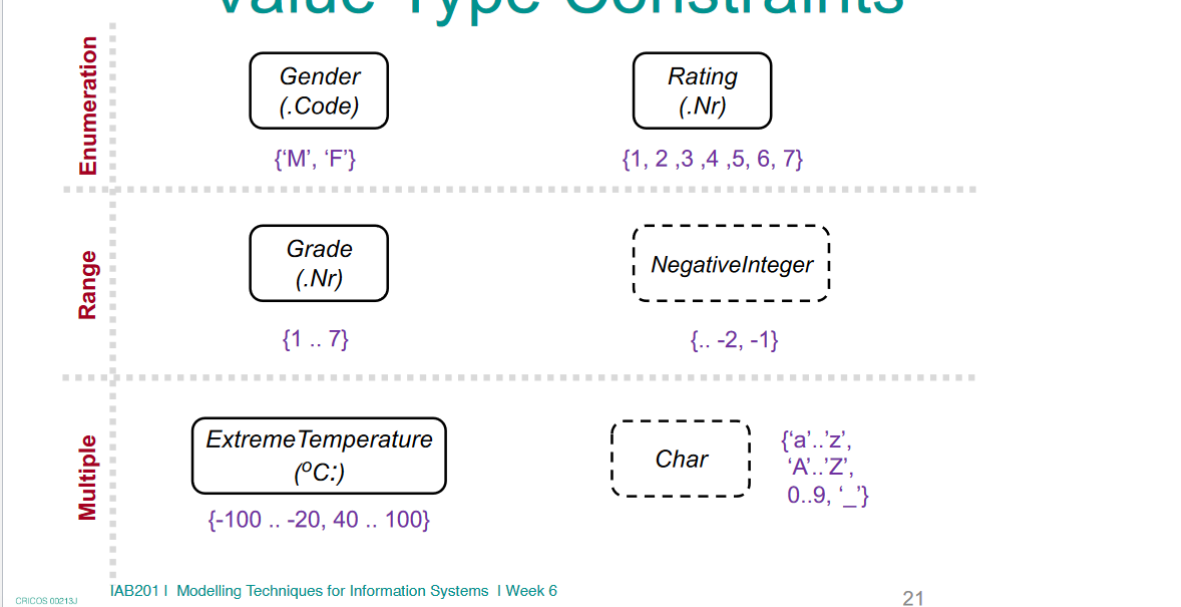 Value Type Constraints
Enumeration
Gender
(.Code)
{‘M’, ‘F’}
Rating
(.Nr)
{1, 2 ,3 ,4 ,5, 6, 7}
Range
Grade
(.Nr)
{1 .. 7}
NegativeInteger
{.. -2, -1}
Multiple
ExtremeTemperature
(ºC:)
{-100 .. -20, 40 .. 100}
Char
{‘a’..’z’,
‘A’..’Z’,
0..9, ‘_’}
IAB201 | Modelling Techniques for Information Systems | Week 6
CRICOS 00213J
21